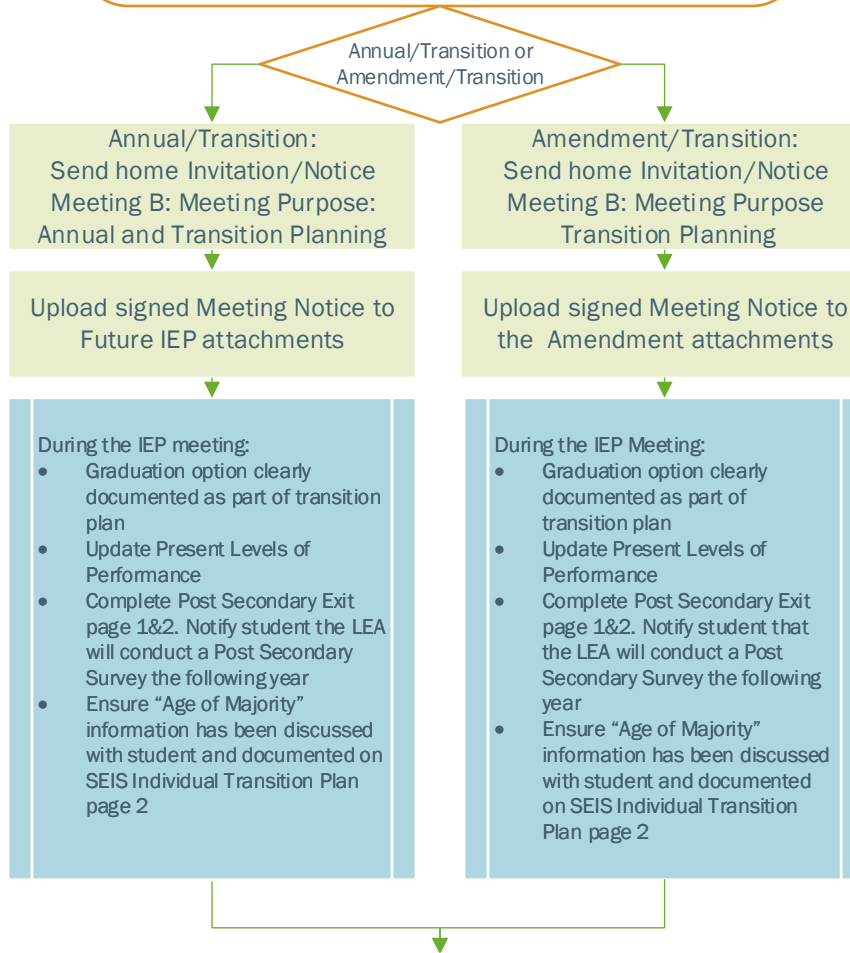 Annual/Transition or
Amendment/Transition
Annual/Transition:
Send home Invitation/Notice
Meeting B: Meeting Purpose:
Annual and Transition Planning
Amendment/Transition:
Send home Invitation/Notice
Meeting B: Meeting Purpose
Transition Planning
Upload signed Meeting Notice to
Future IEP attachments
Upload signed Meeting Notice to
the Amendment attachments
During the IEP meeting:
• Graduation option clearly
documented as part of transition
plan
• Update Present Levels of
Performance
• Complete Post Secondary Exit
page 1&2. Notify student the LEA
will conduct a Post Secondary
Survey the following year
• Ensure “Age of Majority”
information has been discussed
with student and documented on
SEIS Individual Transition Plan
page 2
During the IEP Meeting:
• Graduation option clearly
documented as part of
transition plan
• Update Present Levels of
Performance
• Complete Post Secondary Exit
page 1&2. Notify student that
the LEA will conduct a Post
Secondary Survey the following
year
• Ensure “Age of Majority”
information has been discussed
with student and documented
on SEIS Individual Transition
Plan page 2